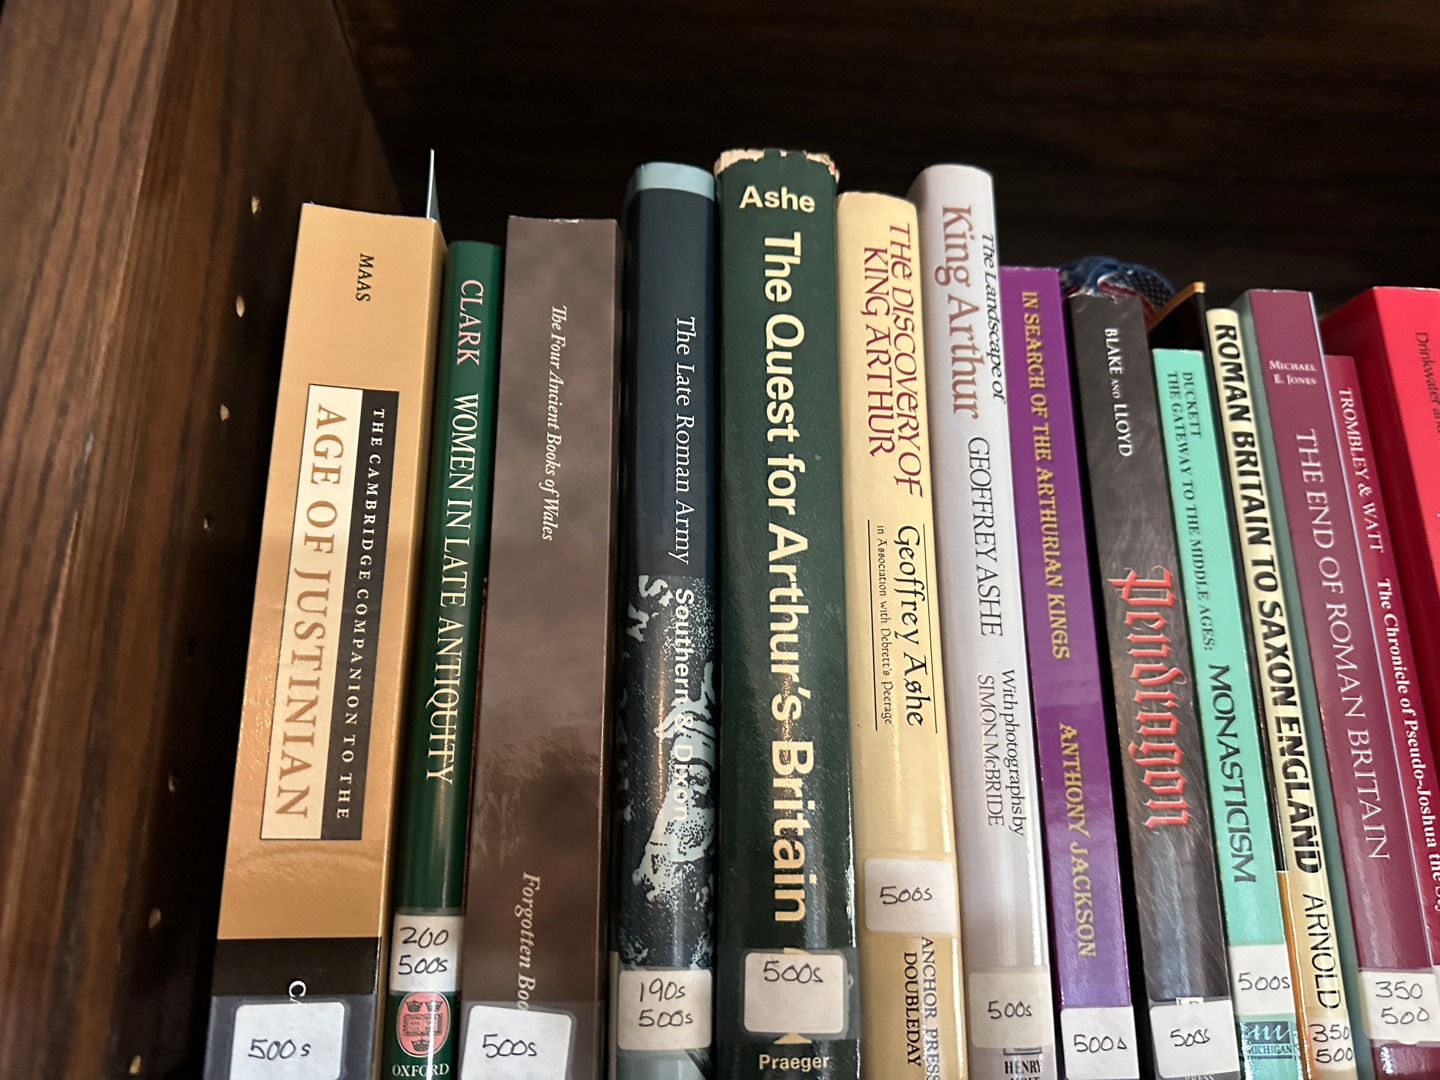 MAAS
THE CAMBRIDGE COMPANION TO THE
AGE OF JUSTINIAN
500s
CLARK WOMEN IN LATE ANTIQUITY
200
500s
OXFORD
The Four Ancient Books of Wales
Forgotten
500s
The Late Roman Army
Southern & Dixon
190s
500s
Ashe
The Quest for Arthur's Britain
500s
Praeger
THE DISCOVERY OF
KING ARTHUR
Geoffrey Ashe
in Association with Debrett's Peerage
500s
ANCHOR PRESS
DOUBLEDAY
The Landscape of
King Arthur
GEOFFREY ASHE
With photographs by
SIMON McBRIDE
500s
HENRY
IN SEARCH OF THE ARTHURIAN KINGS
ANTHONY JACKSON
500s
BLAKE AND LLOYD
Pendragon
500s
DUCKETT
THE GATEWAY TO THE MIDDLE AGES:
MONASTICISM
500s
MICHIGAN
ROMAN BRITAIN TO SAXON ENGLAND
ARNOLD
350
500
MICHAEL
E. JONES
THE END OF ROMAN BRITAIN
350
500
TROMBLEY & WATT
The Chronicle of Pseudo-Joshua the
Drinkwater and